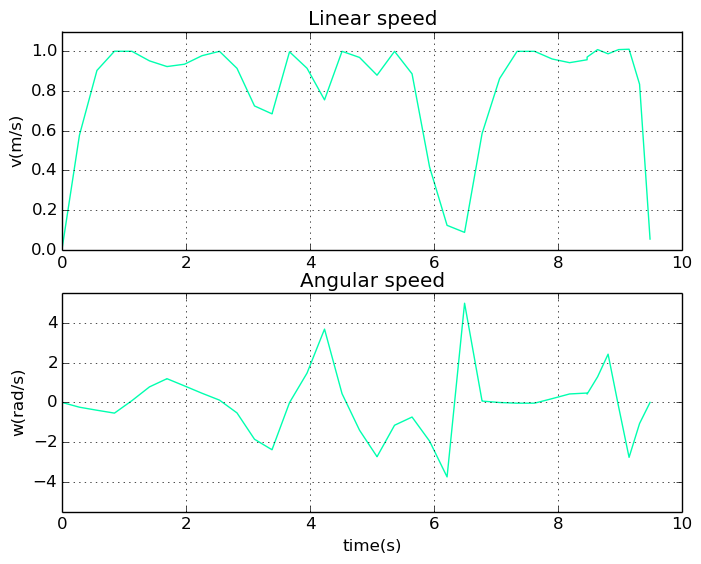 Linear speed
v(m/s)
1.0
0.8
0.6
0.4
0.2
0.0
0 2 4 6 8 10
Angular speed
w(rad/s)
4
2
0
−2
−4
0 2 4 6 8 10
time(s)